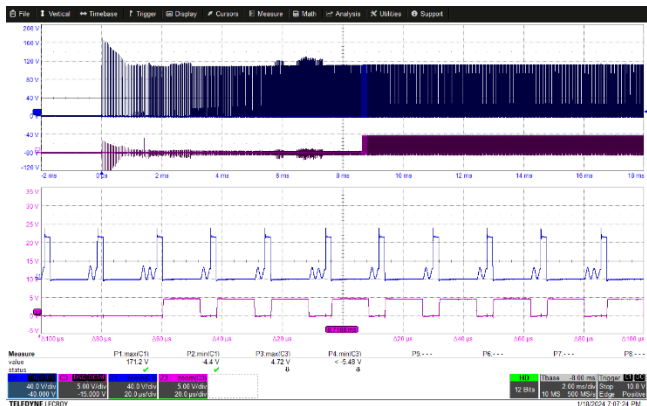 File Vertical Timebase Trigger Display Cursors Measure Math Analysis Utilities Support
200 V
160 V
120 V
80 V
40 V
40 V
-120 V
-2 ms 0 µs 2 ms 4 ms 6 ms 8 ms 10 ms 12 ms 14 ms 16 ms 18 ms
35 V
30 V
25 V
20 V
15 V
10 V
5 V
-5 V
Measure P1:max(C1) P2:min(C1) P3:max(C3) P4:min(C3) P5:--- P6:--- P7:--- P8:---
value 171.2 V -4.4 V 4.72 V < -5.48 V
status
HD Tbase -8.00 ms Trigger
40.0 V/div 5.00 V/div 40.0 V/div 5.00 V/div 12 Bits 2.00 ms/div Stop 10.0 V
-40.000 V -15.000 V 20.0 µs/div 20.0 µs/div 10 MS 500 MS/s Edge Positive
TELEDYNE LECROY 1/18/2024 7:07:24 PM